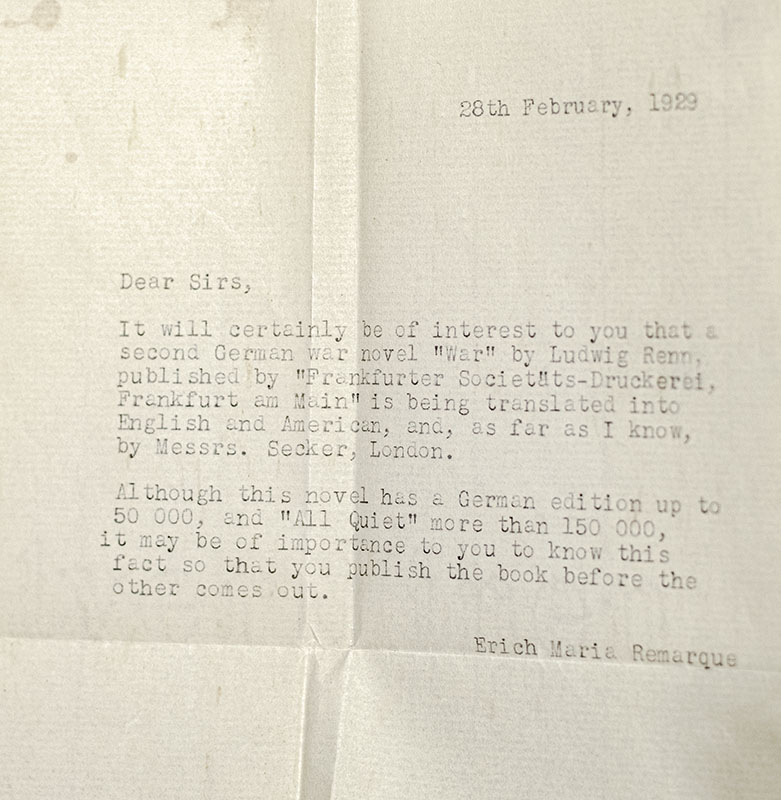 28th February, 1929
Dear Sirs,
It will certainly be of interest to you that a
second German war novel "War" by Ludwig Renn,
published by "Frankfurter Societäts-Druckerei,
Frankfurt am Main" is being translated into
English and American, and, as far as I know,
by Messrs. Secker, London.
Although this novel has a German edition up to
50 000, and "All Quiet" more than 150 000,
it may be of importance to you to know this
fact so that you publish the book before the
other comes out.
Erich Maria Remarque